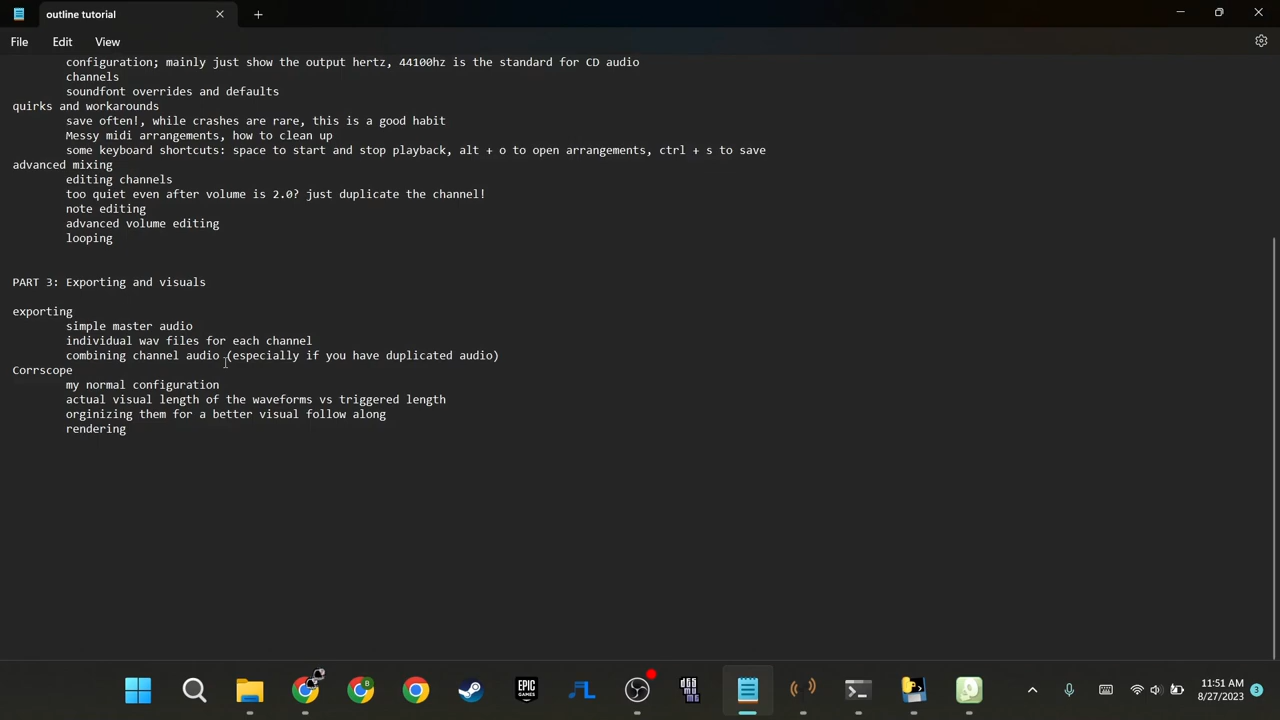 outline tutorial
File Edit View
configuration; mainly just show the output hertz, 44100hz is the standard for CD audio
channels
soundfont overrides and defaults
quirks and workarounds
save often!, while crashes are rare, this is a good habit
Messy midi arrangements, how to clean up
some keyboard shortcuts: space to start and stop playback, alt + o to open arrangements, ctrl + s to save
advanced mixing
editing channels
too quiet even after volume is 2.0? just duplicate the channel!
note editing
advanced volume editing
looping
PART 3: Exporting and visuals
exporting
simple master audio
individual wav files for each channel
combining channel audio (especially if you have duplicated audio)
Corrscope
my normal configuration
actual visual length of the waveforms vs triggered length
orginizing them for a better visual follow along
rendering
EPIC GAMES
11:51 AM
8/27/2023
3